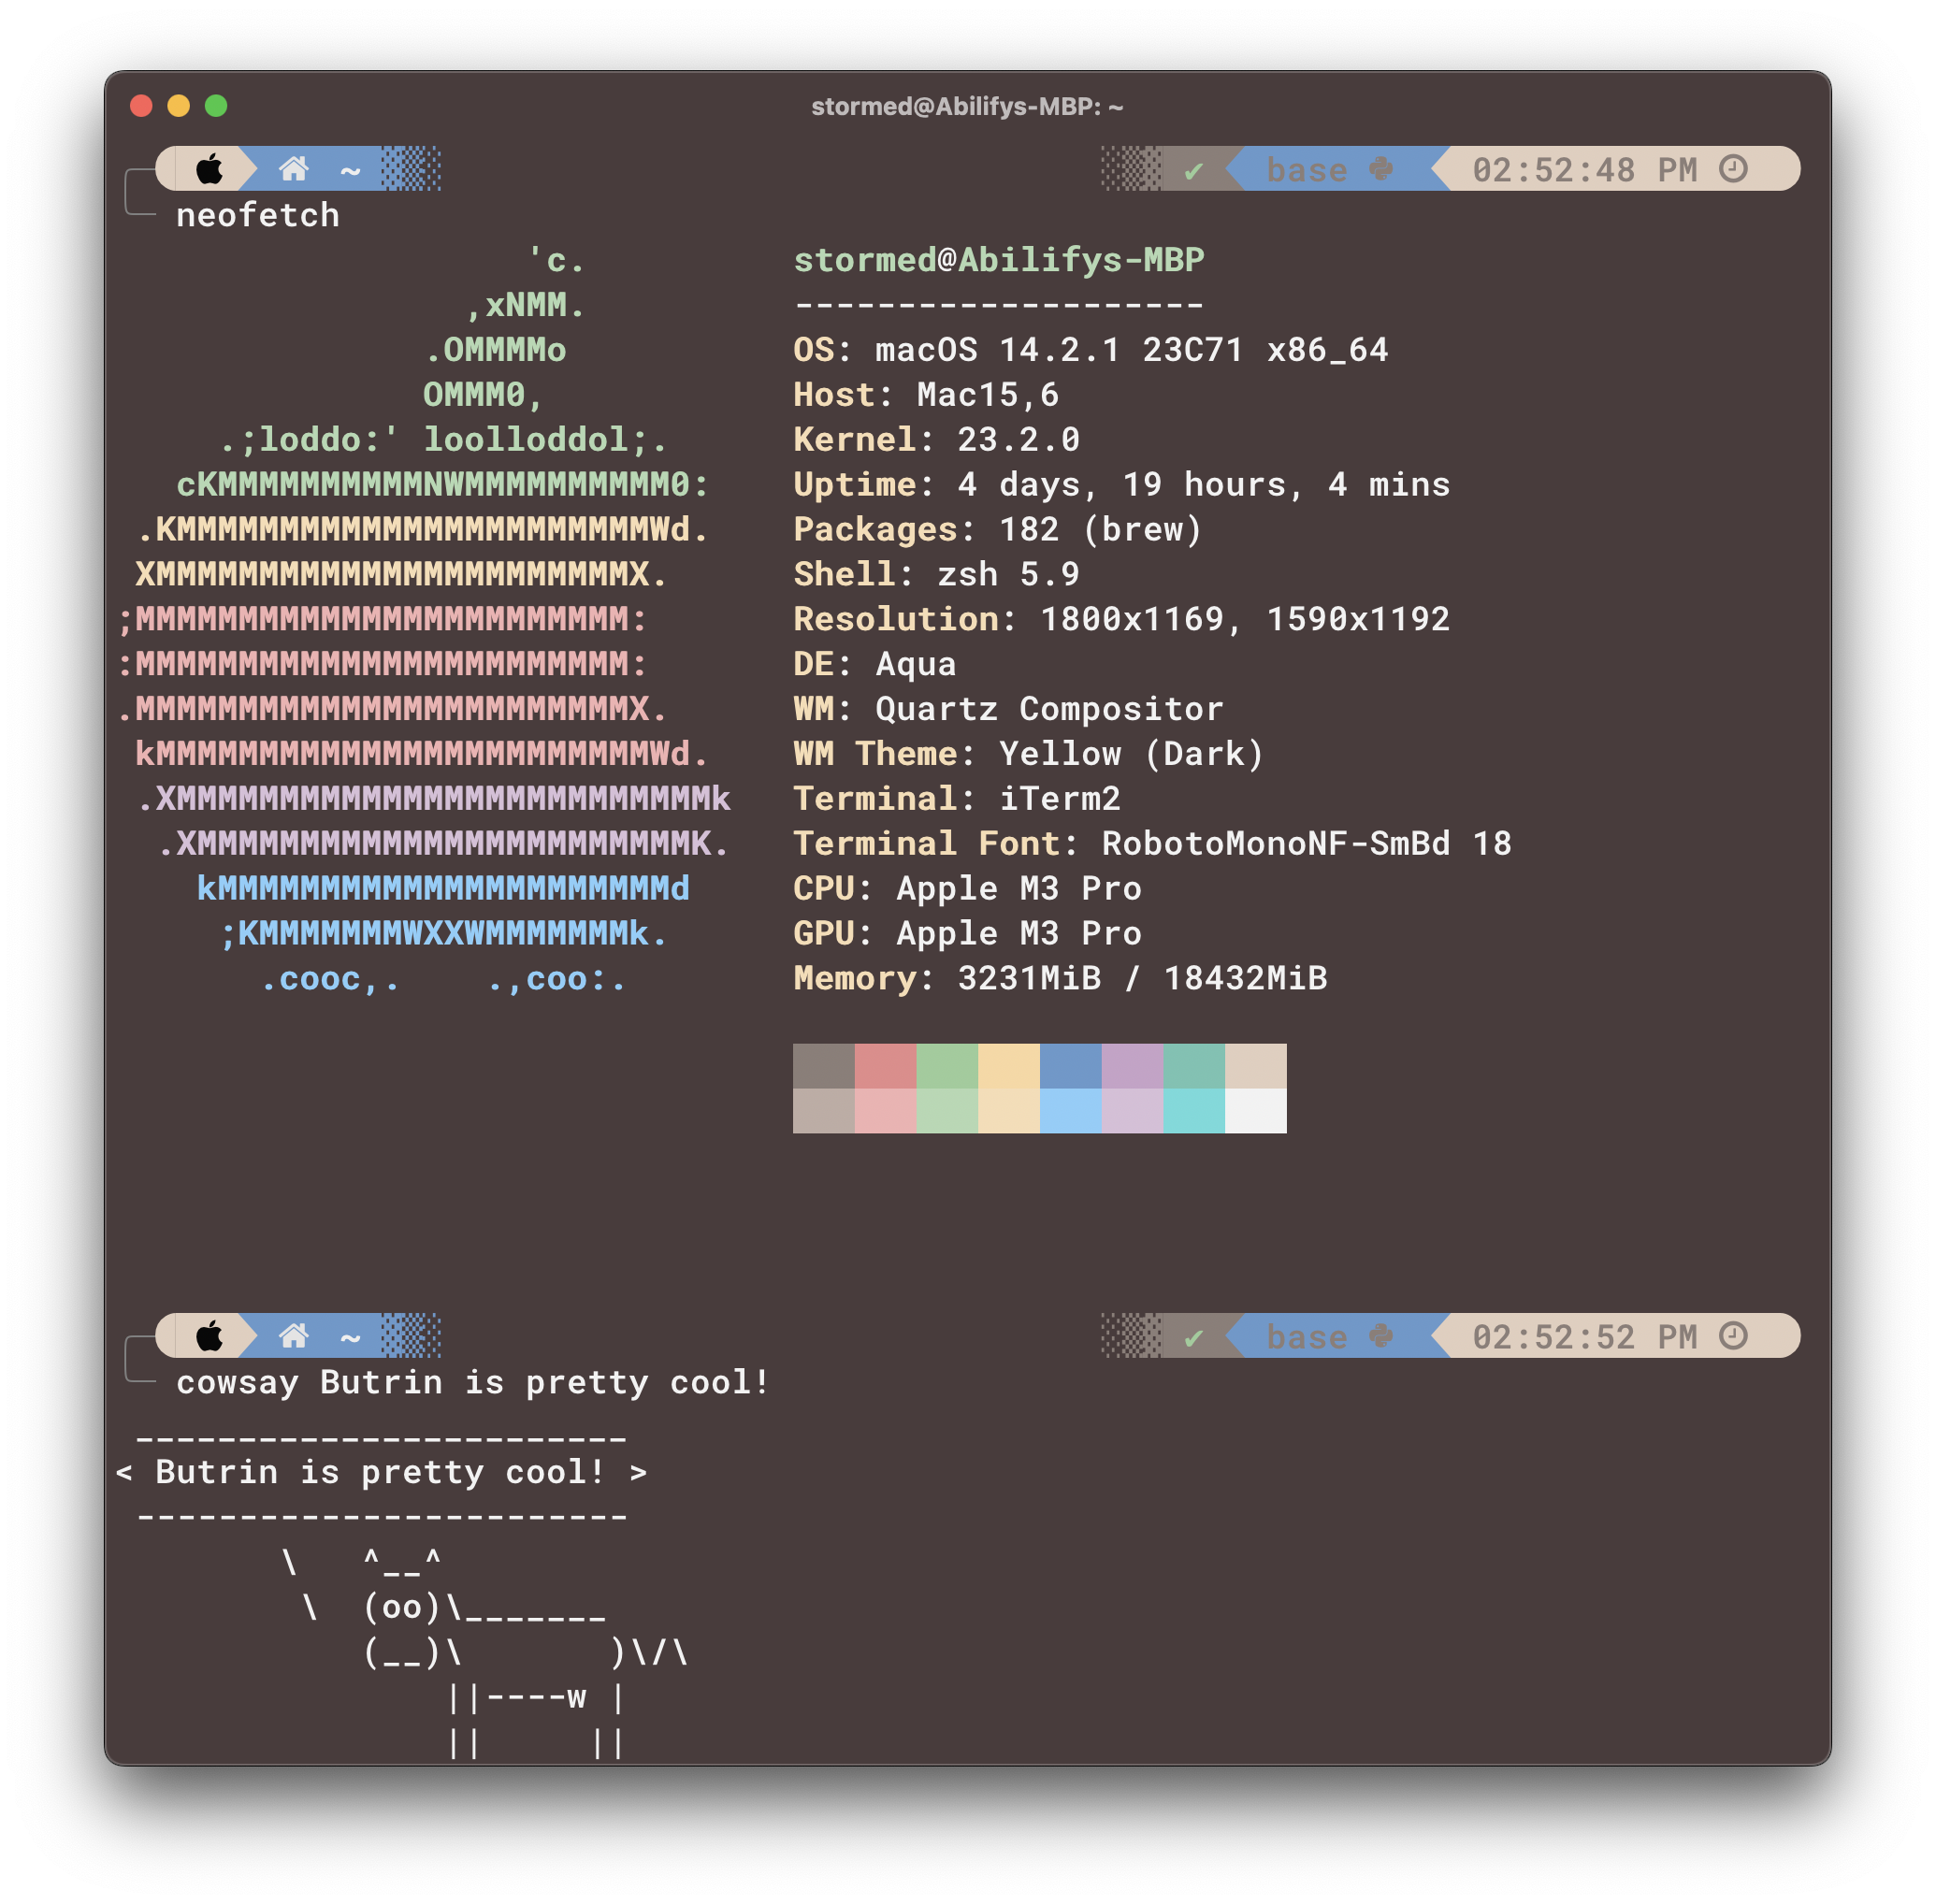 stormed@Abilifys-MBP: ~
~ ✔ base 02:52:48 PM
neofetch
'c. stormed@Abilifys-MBP
,xNMM. --------------------
.OMMMMo OS: macOS 14.2.1 23C71 x86_64
OMMM0, Host: Mac15,6
.;loddo:' loolloddol;. Kernel: 23.2.0
cKMMMMMMMMMMNWMMMMMMMMMM0: Uptime: 4 days, 19 hours, 4 mins
.KMMMMMMMMMMMMMMMMMMMMMMMWd. Packages: 182 (brew)
XMMMMMMMMMMMMMMMMMMMMMMMX. Shell: zsh 5.9
;MMMMMMMMMMMMMMMMMMMMMMMM: Resolution: 1800x1169, 1590x1192
:MMMMMMMMMMMMMMMMMMMMMMMM: DE: Aqua
.MMMMMMMMMMMMMMMMMMMMMMMMX. WM: Quartz Compositor
kMMMMMMMMMMMMMMMMMMMMMMMMWd. WM Theme: Yellow (Dark)
.XMMMMMMMMMMMMMMMMMMMMMMMMMMk Terminal: iTerm2
.XMMMMMMMMMMMMMMMMMMMMMMMMK. Terminal Font: RobotoMonoNF-SmBd 18
kMMMMMMMMMMMMMMMMMMMMMMd CPU: Apple M3 Pro
;KMMMMMMMWXXWMMMMMMMk. GPU: Apple M3 Pro
.cooc,. .,coo:. Memory: 3231MiB / 18432MiB
~ ✔ base 02:52:52 PM
cowsay Butrin is pretty cool!
________________________
< Butrin is pretty cool! >
------------------------
\ ^__^
\ (oo)\_______
(__)\ )\/\
||----w |
|| ||